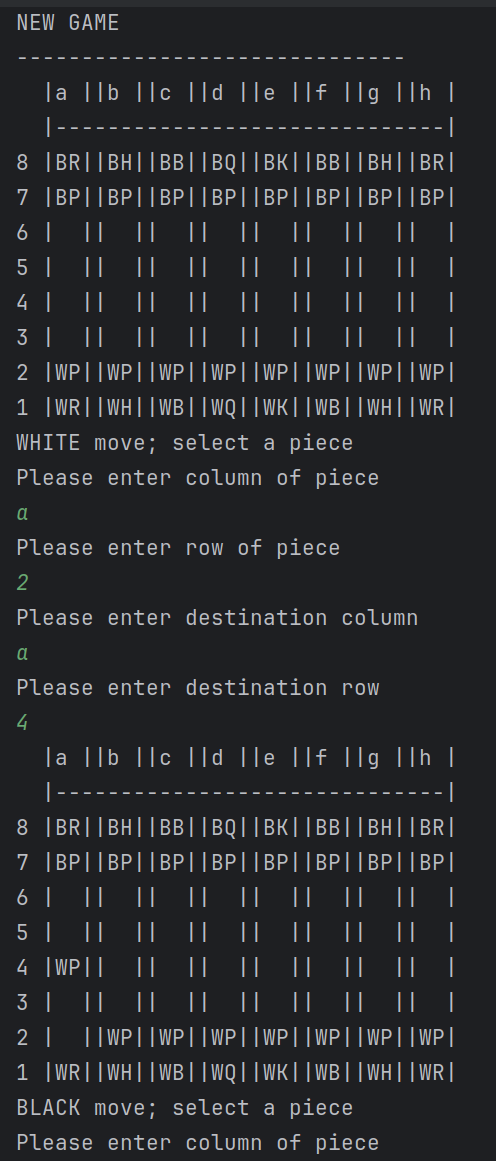 NEW GAME
------------------------------
  |a ||b ||c ||d ||e ||f ||g ||h |
  |------------------------------|
8 |BR||BH||BB||BQ||BK||BB||BH||BR|
7 |BP||BP||BP||BP||BP||BP||BP||BP|
6 |  ||  ||  ||  ||  ||  ||  ||  |
5 |  ||  ||  ||  ||  ||  ||  ||  |
4 |  ||  ||  ||  ||  ||  ||  ||  |
3 |  ||  ||  ||  ||  ||  ||  ||  |
2 |WP||WP||WP||WP||WP||WP||WP||WP|
1 |WR||WH||WB||WQ||WK||WB||WH||WR|
WHITE move; select a piece
Please enter column of piece
a
Please enter row of piece
2
Please enter destination column
a
Please enter destination row
4
  |a ||b ||c ||d ||e ||f ||g ||h |
  |------------------------------|
8 |BR||BH||BB||BQ||BK||BB||BH||BR|
7 |BP||BP||BP||BP||BP||BP||BP||BP|
6 |  ||  ||  ||  ||  ||  ||  ||  |
5 |  ||  ||  ||  ||  ||  ||  ||  |
4 |WP||  ||  ||  ||  ||  ||  ||  |
3 |  ||  ||  ||  ||  ||  ||  ||  |
2 |  ||WP||WP||WP||WP||WP||WP||WP|
1 |WR||WH||WB||WQ||WK||WB||WH||WR|
BLACK move; select a piece
Please enter column of piece